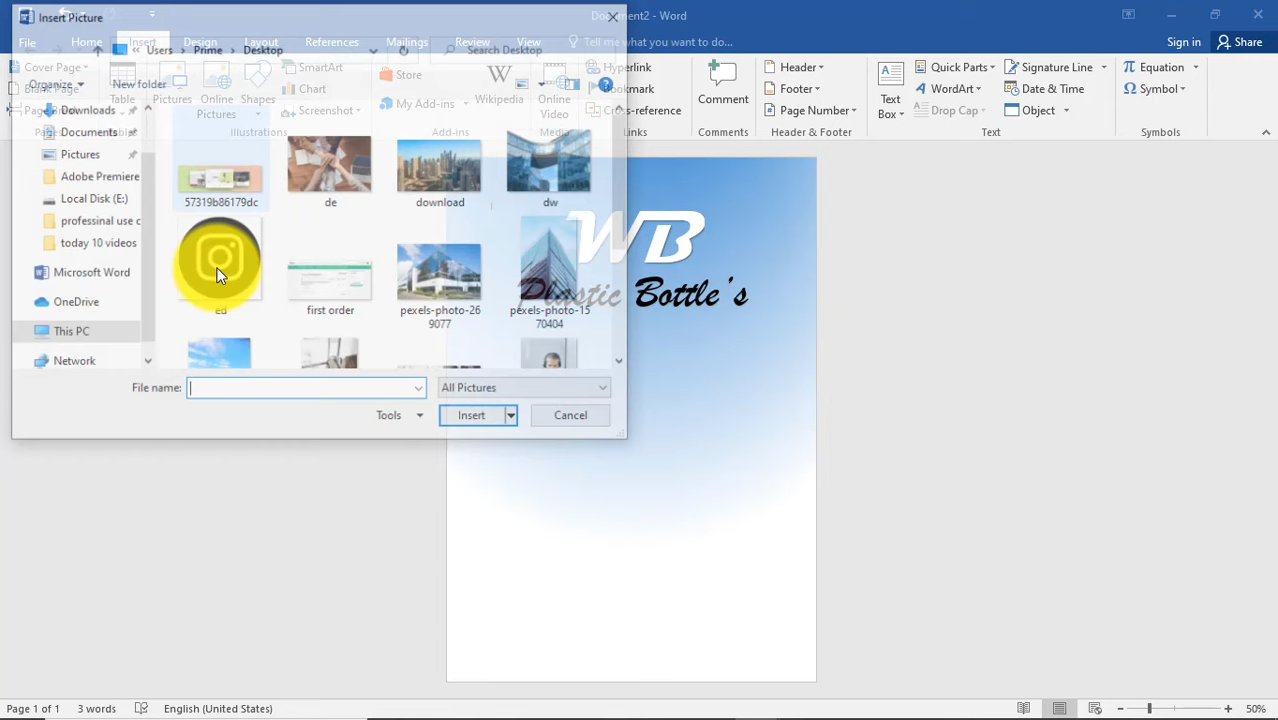 Insert Picture
Document2 - Word
File Home Insert Design Layout References Mailings Review View Tell me what you want to do... Sign in Share
Users Prime Desktop Search Desktop
Organize New folder
Cover Page
Blank Page
Table
Pictures
Online Pictures
Shapes
SmartArt
Chart
Screenshot
Store
My Add-ins
Wikipedia
Online Video
Hyperlink
Bookmark
Cross-reference
Comment
Header
Footer
Page Number
Text Box
Quick Parts
WordArt
Drop Cap
Signature Line
Date & Time
Object
Equation
Symbol
Illustrations
Add-ins
Media
Links
Comments
Header & Footer
Text
Symbols
Downloads
Documents
Pictures
Adobe Premiere
Local Disk (E:)
professinal use c
today 10 videos
Microsoft Word
OneDrive
This PC
Network
57319b86179dc
de
download
dw
ed
first order
pexels-photo-269077
pexels-photo-1570404
File name:
All Pictures
Tools
Insert
Cancel
WB
Plastic Bottle's
Page 1 of 1 3 words English (United States) 50%